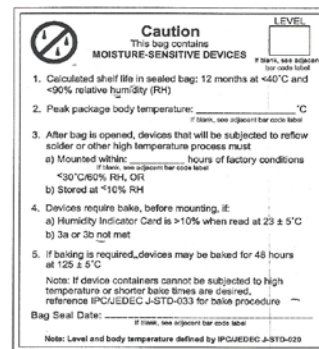 LEVEL
Caution
This bag contains
MOISTURE-SENSITIVE DEVICES
If blank, see adjacent
bar code label
1. Calculated shelf life in sealed bag: 12 months at <40°C and
<90% relative humidity (RH)
2. Peak package body temperature: ____________ °C
If blank, see adjacent bar code label
3. After bag is opened, devices that will be subjected to reflow
solder or other high temperature process must
a) Mounted within: ________ hours of factory conditions
If blank, see adjacent bar code label
<30°C/60% RH, OR
b) Stored at <10% RH
4. Devices require bake, before mounting, if:
a) Humidity Indicator Card is >10% when read at 23 ± 5°C
b) 3a or 3b not met
5. If baking is required, devices may be baked for 48 hours
at 125 ± 5°C
Note: If device containers cannot be subjected to high
temperature or shorter bake times are desired,
reference IPC/JEDEC J-STD-033 for bake procedure
Bag Seal Date: ____________
If blank, see adjacent bar code label
Note: Level and body temperature defined by IPC/JEDEC J-STD-020